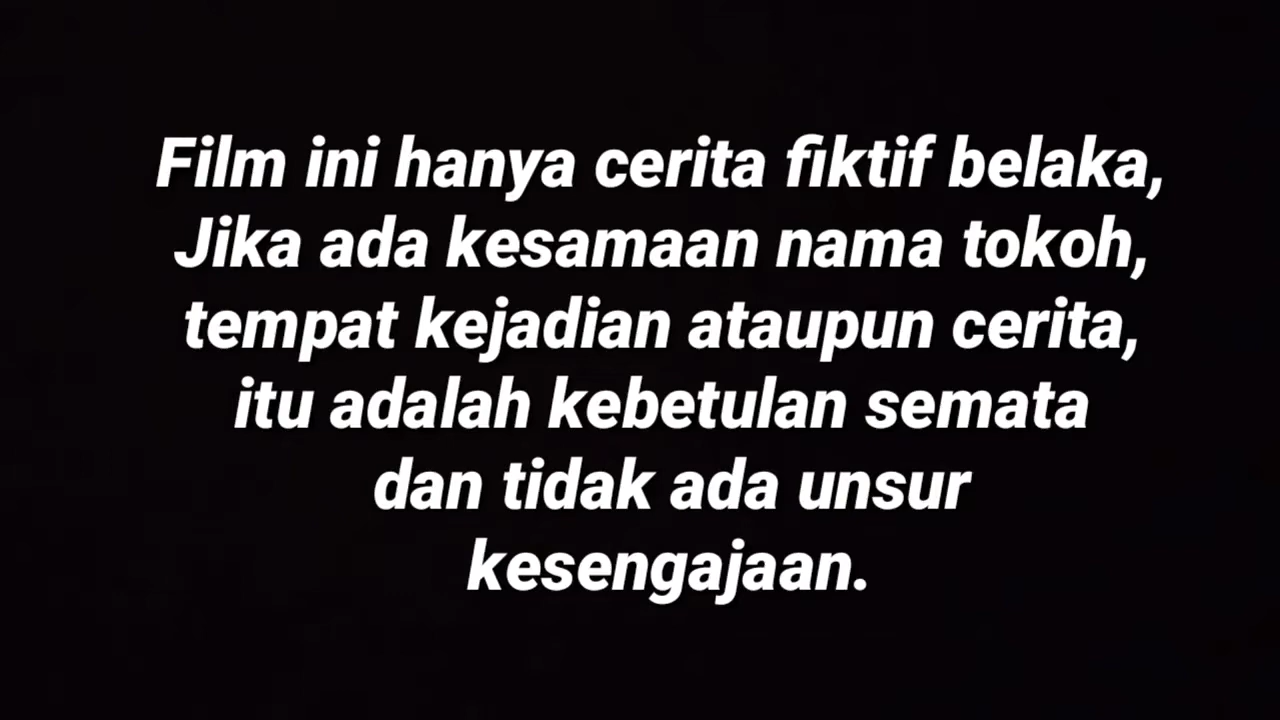 Film ini hanya cerita fiktif belaka,
Jika ada kesamaan nama tokoh,
tempat kejadian ataupun cerita,
itu adalah kebetulan semata
dan tidak ada unsur
kesengajaan.